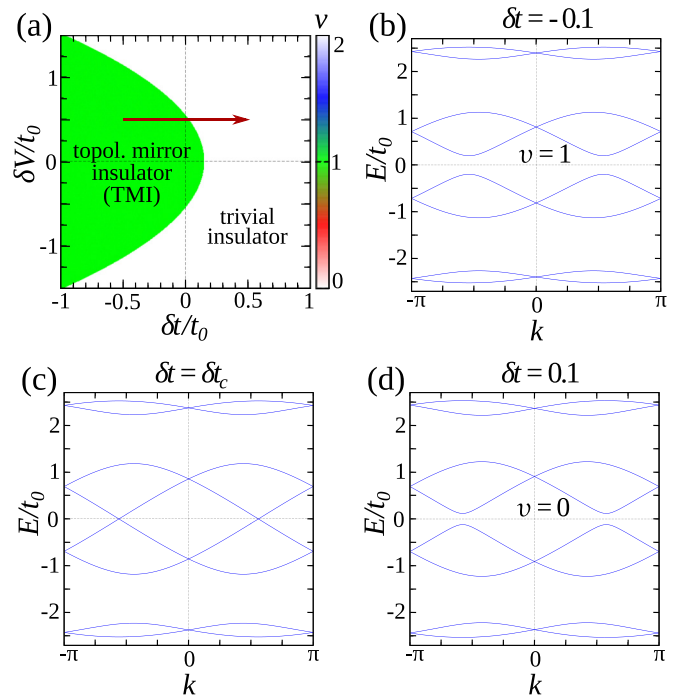 (a)
ν
2
1
0
δV/t₀
1
0
-1
topol. mirror
insulator
(TMI)
trivial
insulator
-1
-0.5
0
0.5
1
δt/t₀
(b)
δt = - 0.1
E/t₀
2
1
0
-1
-2
υ = 1
-π
0
π
k
(c)
δt = δt꜀
E/t₀
2
1
0
-1
-2
-π
0
π
k
(d)
δt = 0.1
E/t₀
2
1
0
-1
-2
υ = 0
-π
0
π
k